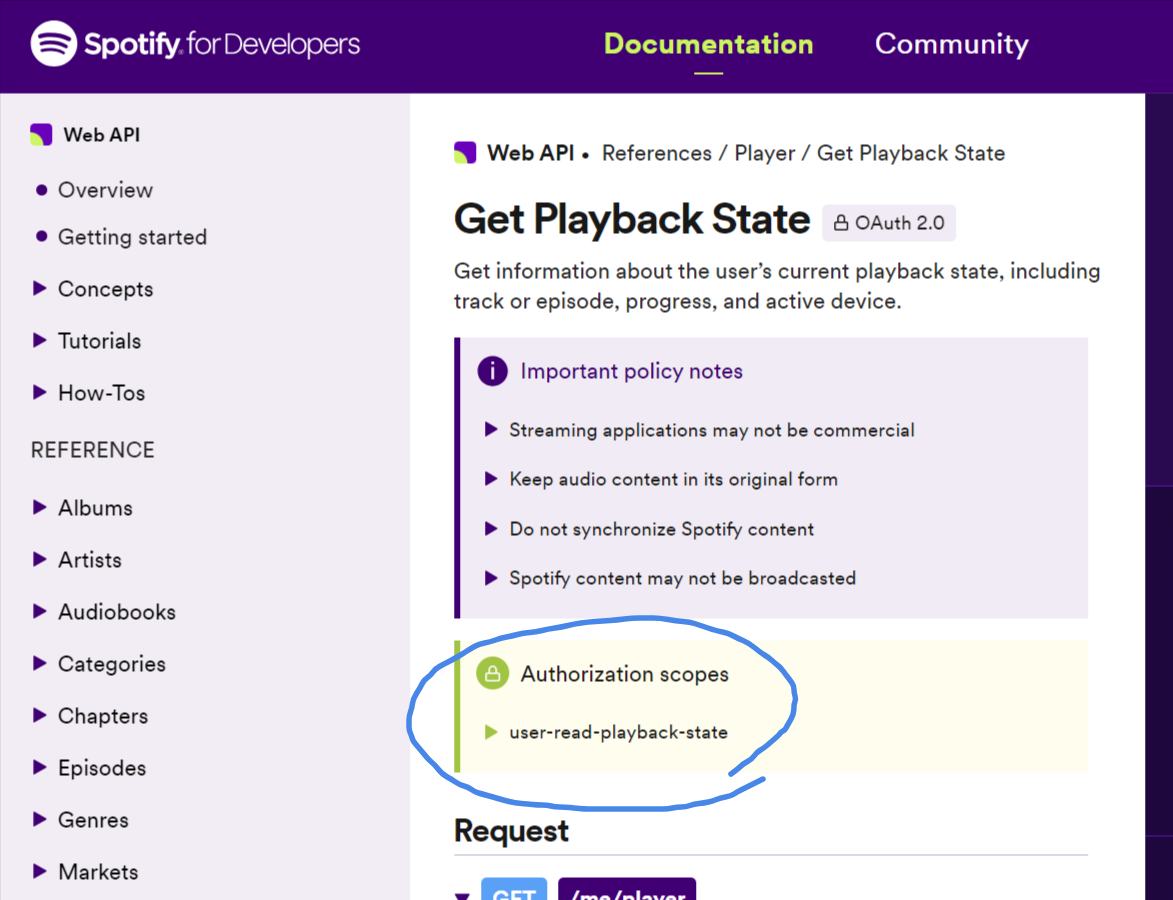 Spotify for Developers
Documentation
Community
Web API
Overview
Getting started
Concepts
Tutorials
How-Tos
REFERENCE
Albums
Artists
Audiobooks
Categories
Chapters
Episodes
Genres
Markets
Web API • References / Player / Get Playback State
Get Playback State OAuth 2.0
Get information about the user's current playback state, including
track or episode, progress, and active device.
Important policy notes
Streaming applications may not be commercial
Keep audio content in its original form
Do not synchronize Spotify content
Spotify content may not be broadcasted
Authorization scopes
user-read-playback-state
Request
GET /me/player